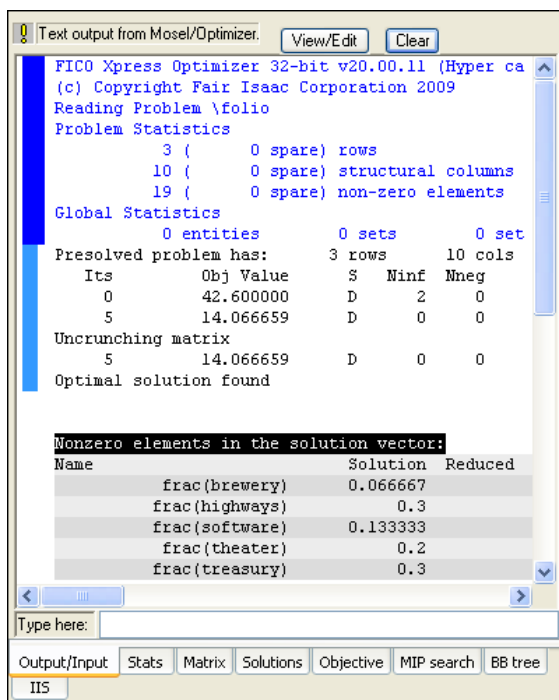 Text output from Mosel/Optimizer. View/Edit Clear
FICO Xpress Optimizer 32-bit v20.00.11 (Hyper ca
(c) Copyright Fair Isaac Corporation 2009
Reading Problem \folio
Problem Statistics
3 ( 0 spare) rows
10 ( 0 spare) structural columns
19 ( 0 spare) non-zero elements
Global Statistics
0 entities 0 sets 0 set
Presolved problem has: 3 rows 10 cols
Its Obj Value S Ninf Nneg
0 42.600000 D 2 0
5 14.066659 D 0 0
Uncrunching matrix
5 14.066659 D 0 0
Optimal solution found
Nonzero elements in the solution vector:
Name Solution Reduced
frac(brewery) 0.066667
frac(highways) 0.3
frac(software) 0.133333
frac(theater) 0.2
frac(treasury) 0.3
Type here:
Output/Input Stats Matrix Solutions Objective MIP search BB tree
IIS